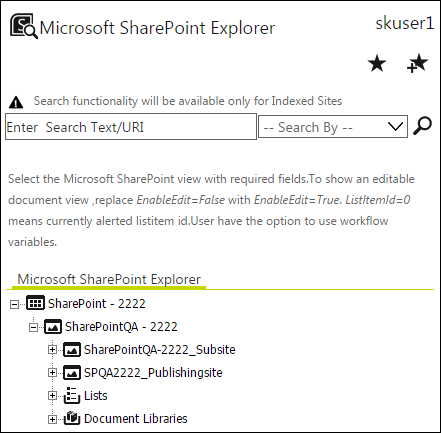 Microsoft SharePoint Explorer
skuser1
Search functionality will be available only for Indexed Sites
Enter  Search Text/URI
-- Search By --
Select the Microsoft SharePoint view with required fields.To show an editable
document view ,replace EnableEdit=False with EnableEdit=True. ListItemId=0
means currently alerted listitem id.User have the option to use workflow
variables.
Microsoft SharePoint Explorer
SharePoint - 2222
SharePointQA - 2222
SharePointQA-2222_Subsite
SPQA2222_Publishingsite
Lists
Document Libraries